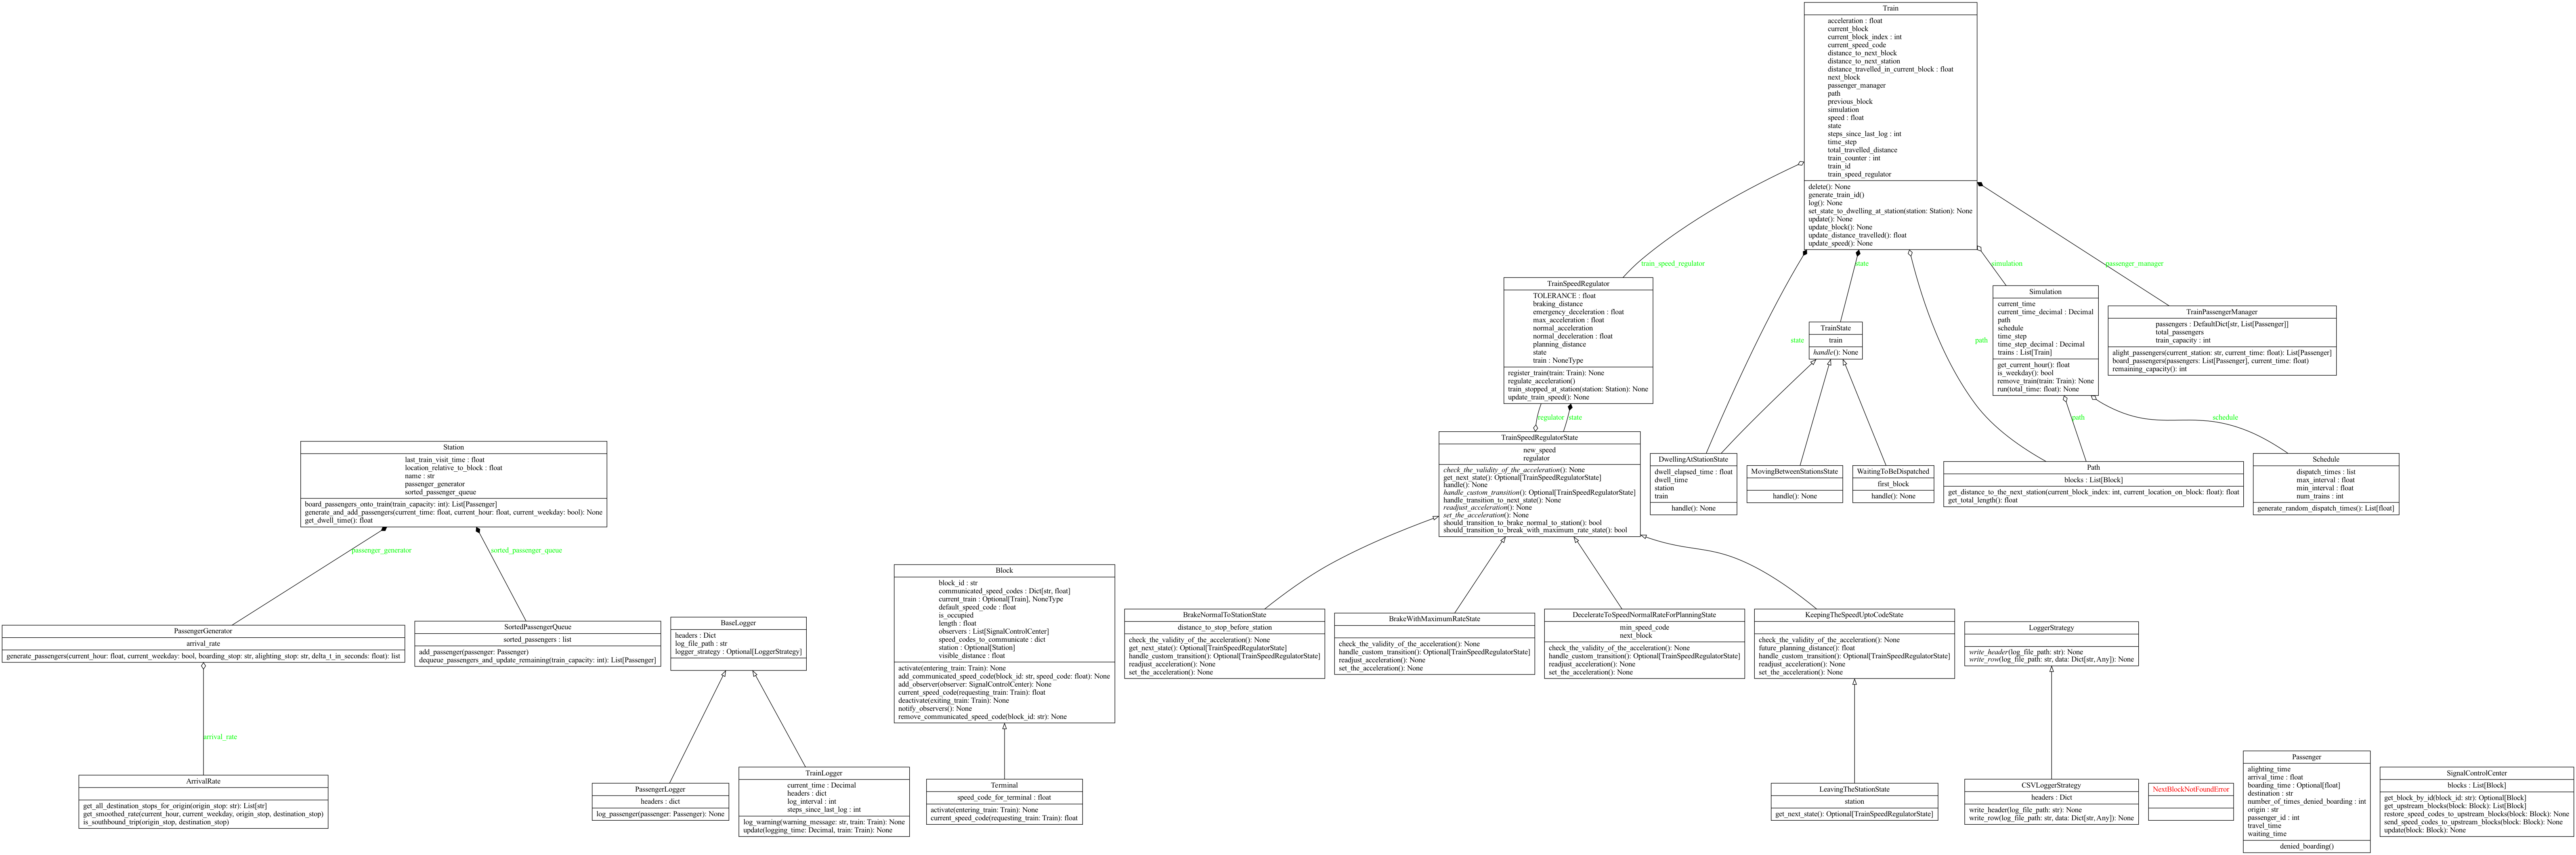 Train
acceleration : float
current_block
current_block_index : int
current_speed_code
distance_to_next_block
distance_to_next_station
distance_travelled_in_current_block : float
next_block
passenger_manager
path
previous_block
simulation
speed : float
state
steps_since_last_log : int
time_step
total_travelled_distance
train_counter : int
train_id
train_speed_regulator
delete(): None
generate_train_id()
log(): None
set_state_to_dwelling_at_station(station: Station): None
update(): None
update_block(): None
update_distance_travelled(): float
update_speed(): None
train_speed_regulator
state
simulation
passenger_manager
TrainSpeedRegulator
TOLERANCE : float
braking_distance
emergency_deceleration : float
max_acceleration : float
normal_acceleration
normal_deceleration : float
planning_distance
state
train : NoneType
register_train(train: Train): None
regulate_acceleration()
train_stopped_at_station(station: Station): None
update_train_speed(): None
state
TrainState
train
handle(): None
path
Simulation
current_time
current_time_decimal : Decimal
path
schedule
time_step
time_step_decimal : Decimal
trains : List[Train]
get_current_hour(): float
is_weekday(): bool
remove_train(train: Train): None
run(total_time: float): None
TrainPassengerManager
passengers : DefaultDict[str, List[Passenger]]
total_passengers
train_capacity : int
alight_passengers(current_station: str, current_time: float): List[Passenger]
board_passengers(passengers: List[Passenger], current_time: float)
remaining_capacity(): int
regulator
state
path
schedule
Station
last_train_visit_time : float
location_relative_to_block : float
name : str
passenger_generator
sorted_passenger_queue
board_passengers_onto_train(train_capacity: int): List[Passenger]
generate_and_add_passengers(current_time: float, current_hour: float, current_weekday: bool): None
get_dwell_time(): float
TrainSpeedRegulatorState
new_speed
regulator
check_the_validity_of_the_acceleration(): None
get_next_state(): Optional[TrainSpeedRegulatorState]
handle(): None
handle_custom_transition(): Optional[TrainSpeedRegulatorState]
handle_transition_to_next_state(): None
readjust_acceleration(): None
set_the_acceleration(): None
should_transition_to_brake_normal_to_station(): bool
should_transition_to_break_with_maximum_rate_state(): bool
DwellingAtStationState
dwell_elapsed_time : float
dwell_time
station
train
handle(): None
MovingBetweenStationsState
handle(): None
WaitingToBeDispatched
first_block
handle(): None
Path
blocks : List[Block]
get_distance_to_the_next_station(current_block_index: int, current_location_on_block: float): float
get_total_length(): float
Schedule
dispatch_times : list
max_interval : float
min_interval : float
num_trains : int
generate_random_dispatch_times(): List[float]
passenger_generator
sorted_passenger_queue
PassengerGenerator
arrival_rate
generate_passengers(current_hour: float, current_weekday: bool, boarding_stop: str, alighting_stop: str, delta_t_in_seconds: float): list
SortedPassengerQueue
sorted_passengers : list
add_passenger(passenger: Passenger)
dequeue_passengers_and_update_remaining(train_capacity: int): List[Passenger]
BaseLogger
headers : Dict
log_file_path : str
logger_strategy : Optional[LoggerStrategy]
Block
block_id : str
communicated_speed_codes : Dict[str, float]
current_train : Optional[Train], NoneType
default_speed_code : float
is_occupied
length : float
observers : List[SignalControlCenter]
speed_codes_to_communicate : dict
station : Optional[Station]
visible_distance : float
activate(entering_train: Train): None
add_communicated_speed_code(block_id: str, speed_code: float): None
add_observer(observer: SignalControlCenter): None
current_speed_code(requesting_train: Train): float
deactivate(exiting_train: Train): None
notify_observers(): None
remove_communicated_speed_code(block_id: str): None
BrakeNormalToStationState
distance_to_stop_before_station
check_the_validity_of_the_acceleration(): None
get_next_state(): Optional[TrainSpeedRegulatorState]
handle_custom_transition(): Optional[TrainSpeedRegulatorState]
readjust_acceleration(): None
set_the_acceleration(): None
BrakeWithMaximumRateState
check_the_validity_of_the_acceleration(): None
handle_custom_transition(): Optional[TrainSpeedRegulatorState]
readjust_acceleration(): None
set_the_acceleration(): None
DecelerateToSpeedNormalRateForPlanningState
min_speed_code
next_block
check_the_validity_of_the_acceleration(): None
handle_custom_transition(): Optional[TrainSpeedRegulatorState]
readjust_acceleration(): None
set_the_acceleration(): None
KeepingTheSpeedUptoCodeState
check_the_validity_of_the_acceleration(): None
future_planning_distance(): float
handle_custom_transition(): Optional[TrainSpeedRegulatorState]
readjust_acceleration(): None
set_the_acceleration(): None
LoggerStrategy
write_header(log_file_path: str): None
write_row(log_file_path: str, data: Dict[str, Any]): None
arrival_rate
ArrivalRate
get_all_destination_stops_for_origin(origin_stop: str): List[str]
get_smoothed_rate(current_hour, current_weekday, origin_stop, destination_stop)
is_southbound_trip(origin_stop, destination_stop)
PassengerLogger
headers : dict
log_passenger(passenger: Passenger): None
TrainLogger
current_time : Decimal
headers : dict
log_interval : int
steps_since_last_log : int
log_warning(warning_message: str, train: Train): None
update(logging_time: Decimal, train: Train): None
Terminal
speed_code_for_terminal : float
activate(entering_train: Train): None
current_speed_code(requesting_train: Train): float
LeavingTheStationState
station
get_next_state(): Optional[TrainSpeedRegulatorState]
CSVLoggerStrategy
headers : Dict
write_header(log_file_path: str): None
write_row(log_file_path: str, data: Dict[str, Any]): None
NextBlockNotFoundError
Passenger
alighting_time
arrival_time : float
boarding_time : Optional[float]
destination : str
number_of_times_denied_boarding : int
origin : str
passenger_id : int
travel_time
waiting_time
denied_boarding()
SignalControlCenter
blocks : List[Block]
get_block_by_id(block_id: str): Optional[Block]
get_upstream_blocks(block: Block): List[Block]
restore_speed_codes_to_upstream_blocks(block: Block): None
send_speed_codes_to_upstream_blocks(block: Block): None
update(block: Block): None